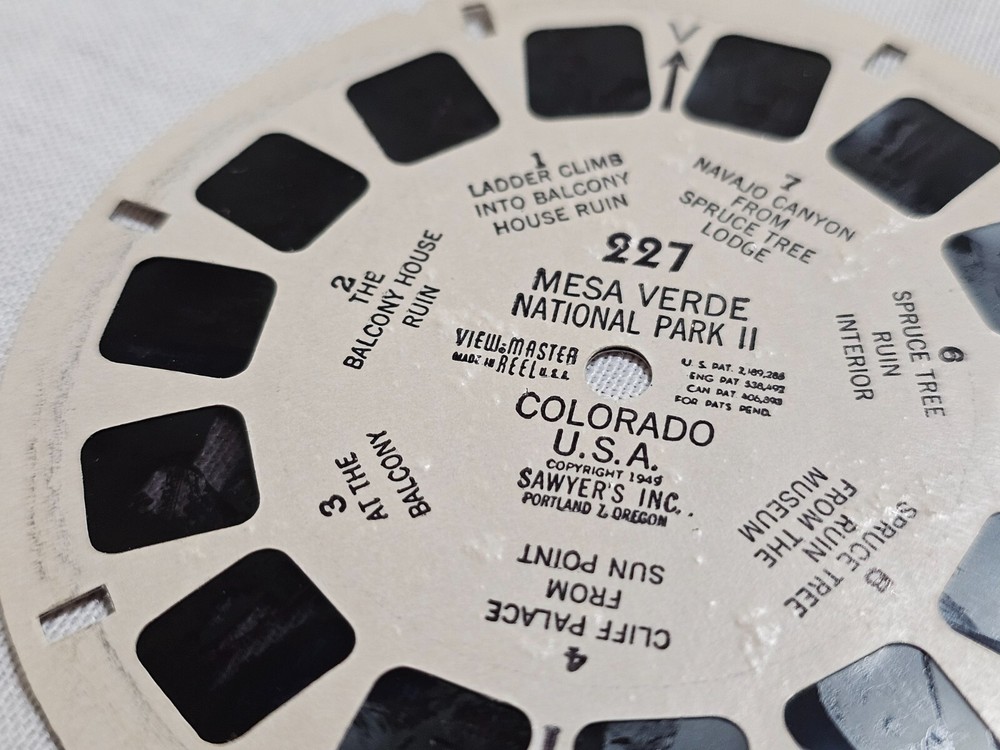 V
1
LADDER CLIMB
INTO BALCONY
HOUSE RUIN
7
NAVAJO CANYON
FROM
SPRUCE TREE
LODGE
227
MESA VERDE
NATIONAL PARK II
VIEW-MASTER
REEL
MADE IN U.S.A.
U.S. PAT. 2,189,285
ENG PAT 538,492
CAN PAT 406,893
FOR PATS PEND.
COLORADO
U.S.A.
COPYRIGHT 1949
SAWYER'S INC.
PORTLAND 7, OREGON
2
THE
BALCONY HOUSE
RUIN
3
AT THE
BALCONY
4
CLIFF PALACE
FROM
SUN POINT
SPRUCE TREE
RUIN
FROM THE
MUSEUM
6
SPRUCE TREE
RUIN
INTERIOR